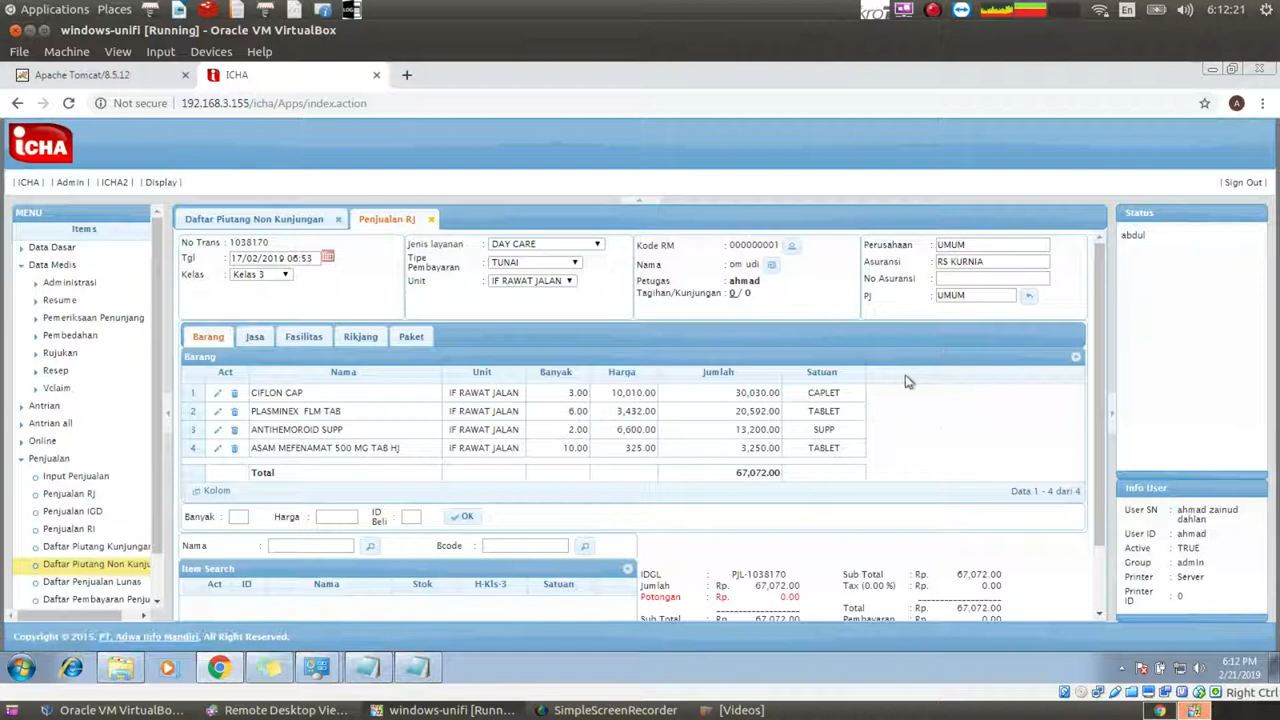 Applications Places En 6:12:21
windows-unifi [Running] - Oracle VM VirtualBox
File Machine View Input Devices Help
Apache Tomcat/8.5.12 ICHA
Not secure 192.168.3.155/icha/Apps/index.action A
iCHA
| ICHA | | Admin | | ICHA2 | | Display | | Sign Out |
MENU
Items
Data Dasar
Data Medis
Administrasi
Resume
Pemeriksaan Penunjang
Pembedahan
Rujukan
Resep
Vclaim
Antrian
Antrian all
Online
Penjualan
Input Penjualan
Penjualan RJ
Penjualan IGD
Penjualan RI
Daftar Piutang Kunjungan
Daftar Piutang Non Kunju
Daftar Penjualan Lunas
Daftar Pembayaran Penju
Daftar Piutang Non Kunjungan Penjualan RJ
No Trans : 1038170
Tgl : 17/02/2019 06:53
Kelas : Kelas 3
Jenis layanan : DAY CARE
Tipe Pembayaran : TUNAI
Unit : IF RAWAT JALAN
Kode RM : 000000001
Nama : om udi
Petugas : ahmad
Tagihan/Kunjungan : 0 / 0
Perusahaan : UMUM
Asuransi : RS KURNIA
No Asuransi :
PJ : UMUM
Barang Jasa Fasilitas Rikjang Paket
Barang
Act Nama Unit Banyak Harga Jumlah Satuan
1 CIFLON CAP IF RAWAT JALAN 3.00 10,010.00 30,030.00 CAPLET
2 PLASMINEX FLM TAB IF RAWAT JALAN 6.00 3,432.00 20,592.00 TABLET
3 ANTIHEMOROID SUPP IF RAWAT JALAN 2.00 6,600.00 13,200.00 SUPP
4 ASAM MEFENAMAT 500 MG TAB HJ IF RAWAT JALAN 10.00 325.00 3,250.00 TABLET
Total 67,072.00
Kolom Data 1 - 4 dari 4
Banyak : Harga : ID Beli : OK
Nama : Bcode :
Item Search
Act ID Nama Stok H-Kls-3 Satuan
IDGL : PJL-1038170
Jumlah : Rp. 67,072.00
Potongan : Rp. 0.00
Sub Total : Rp. 67,072.00
Sub Total : Rp. 67,072.00
Tax (0.00 %) : Rp. 0.00
Total : Rp. 67,072.00
Pembayaran
Status
abdul
Info User
User SN : ahmad zainud dahlan
User ID : ahmad
Active : TRUE
Group : admin
Printer : Server
Printer ID : 0
Copyright © 2015. PT. Adwa Info Mandiri, All Right Reserved.
6:12 PM
2/21/2019
Right Ctrl
Oracle VM VirtualBo... Remote Desktop Vie... windows-unifi [Runn... SimpleScreenRecorder [Videos]